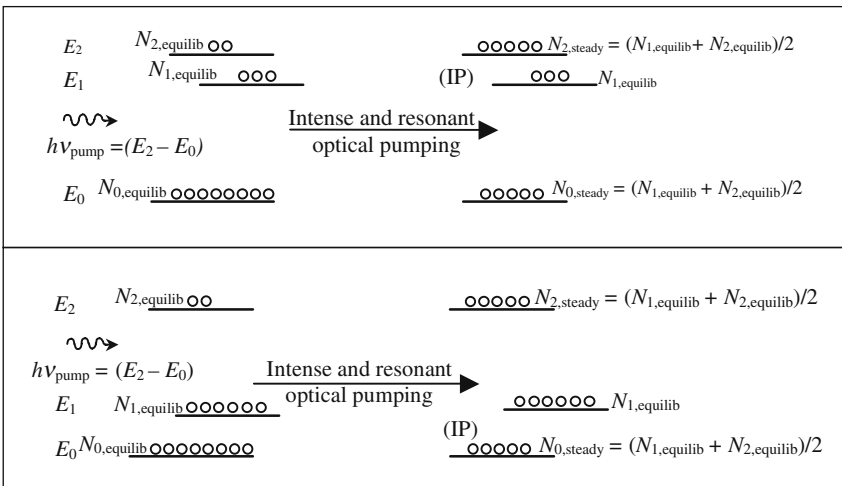 E2 N2,equilib N2,steady = (N1,equilib + N2,equilib)/2
E1 N1,equilib (IP) N1,equilib
Intense and resonant
hνpump =(E2 – E0) optical pumping
E0 N0,equilib N0,steady = (N1,equilib + N2,equilib)/2
E2 N2,equilib N2,steady = (N1,equilib + N2,equilib)/2
hνpump = (E2 – E0) Intense and resonant
optical pumping
E1 N1,equilib N1,equilib
(IP)
E0 N0,equilib N0,steady = (N1,equilib + N2,equilib)/2